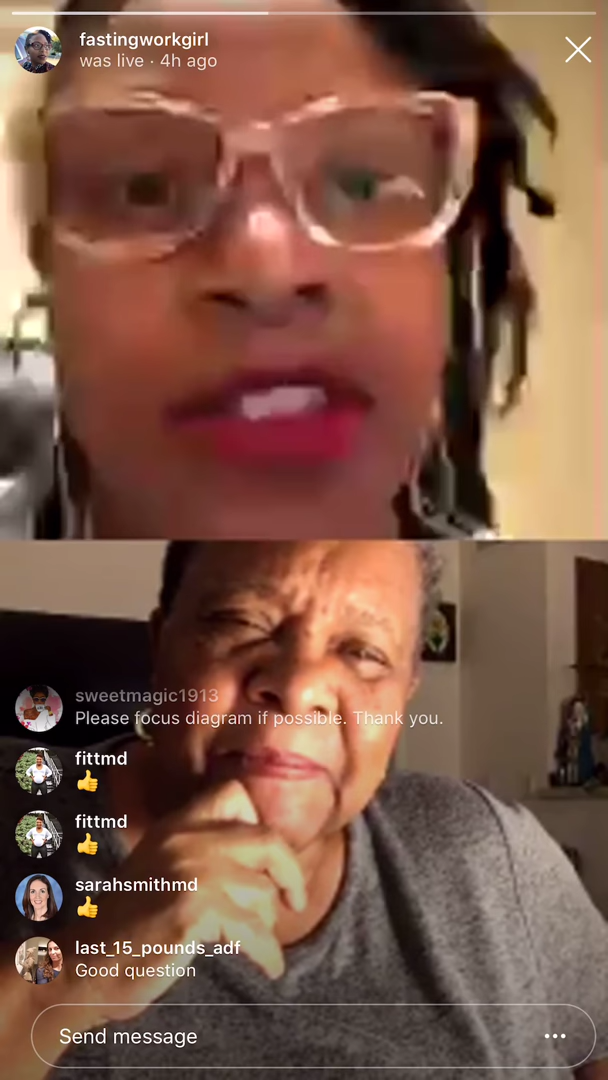 fastingworkgirl
was live · 4h ago
sweetmagic1913
Please focus diagram if possible. Thank you.
fittmd
👍
fittmd
👍
sarahsmithmd
👍
last_15_pounds_adf
Good question
Send message